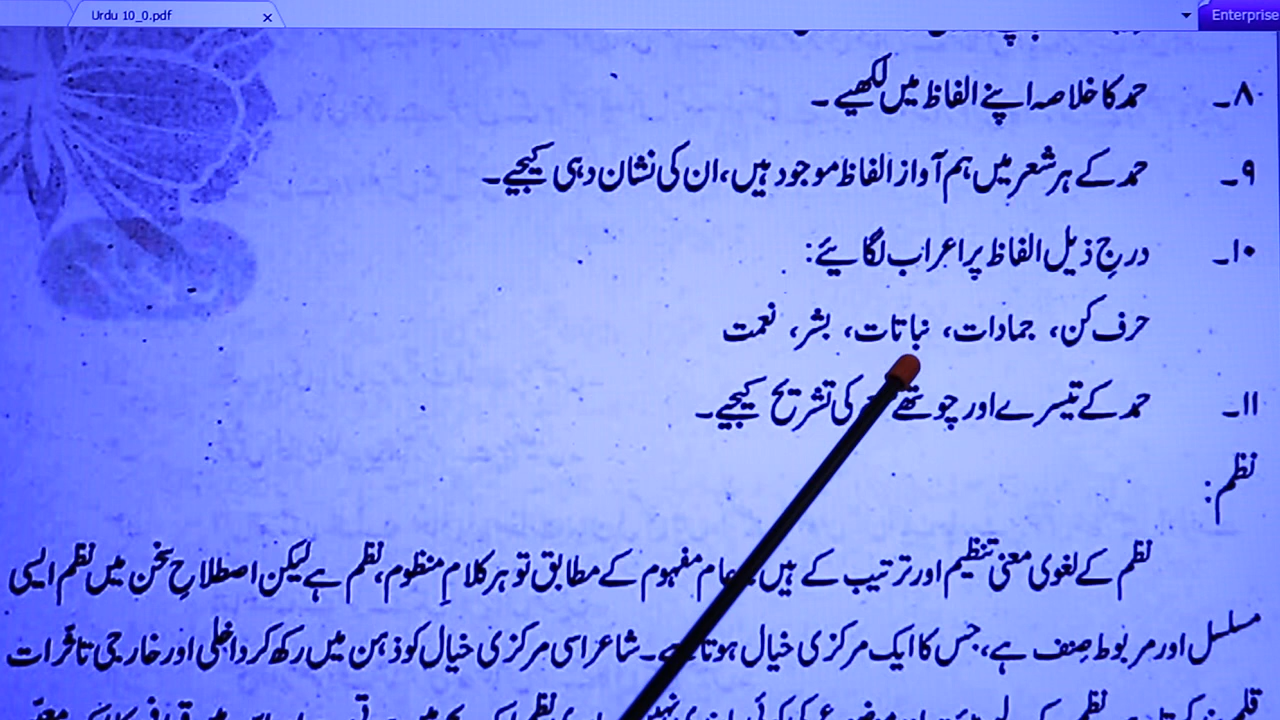 Urdu 10_0.pdf
Enterprise
۸۔ حمد کا خلاصہ اپنے الفاظ میں لکھیے ۔
۹۔ حمد کے ہر شعر میں ہم آواز الفاظ موجود ہیں، ان کی نشان دہی کیجیے ۔
۱۰۔ درجِ ذیل الفاظ پر اعراب لگائیے :
حرف کن، جمادات، نباتات، بشر، نعمت
۱۱۔ حمد کے تیسرے اور چوتھے کی تشریح کیجیے ۔
نظم :
نظم کے لغوی معنی تنظیم اور ترتیب کے ہیں۔ عام مفہوم کے مطابق تو ہر کلامِ منظوم، نظم ہے لیکن اصطلاحِ سخن میں نظم ایسی
مسلسل اور مربوط صِنف ہے، جس کا ایک مرکزی خیال ہوتا ہے۔ شاعر اسی مرکزی خیال کو ذہن میں رکھ کر داخلی اور خارجی تاثّرات